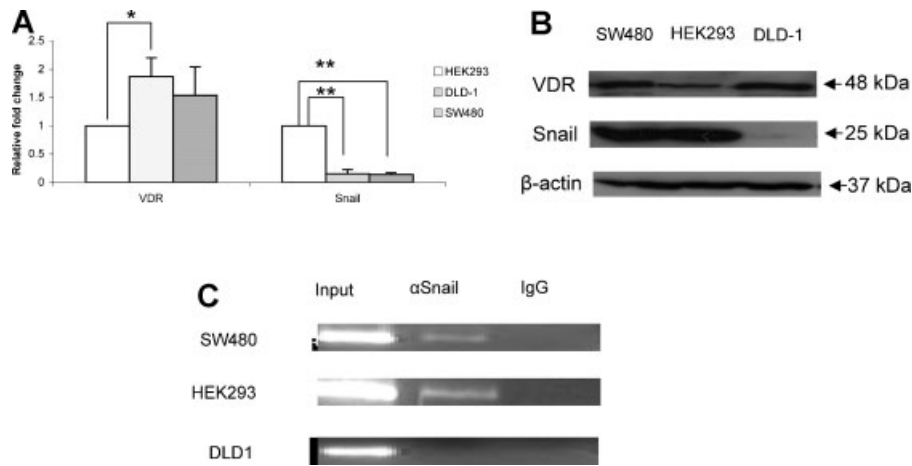 A
*
2.5
2
1.5
1
0.5
0
Relative fold change
**
**
HEK293
DLD-1
SW480
VDR
Snail
B
SW480 HEK293 DLD-1
VDR 48 kDa
Snail 25 kDa
β-actin 37 kDa
C
Input αSnail IgG
SW480
HEK293
DLD1